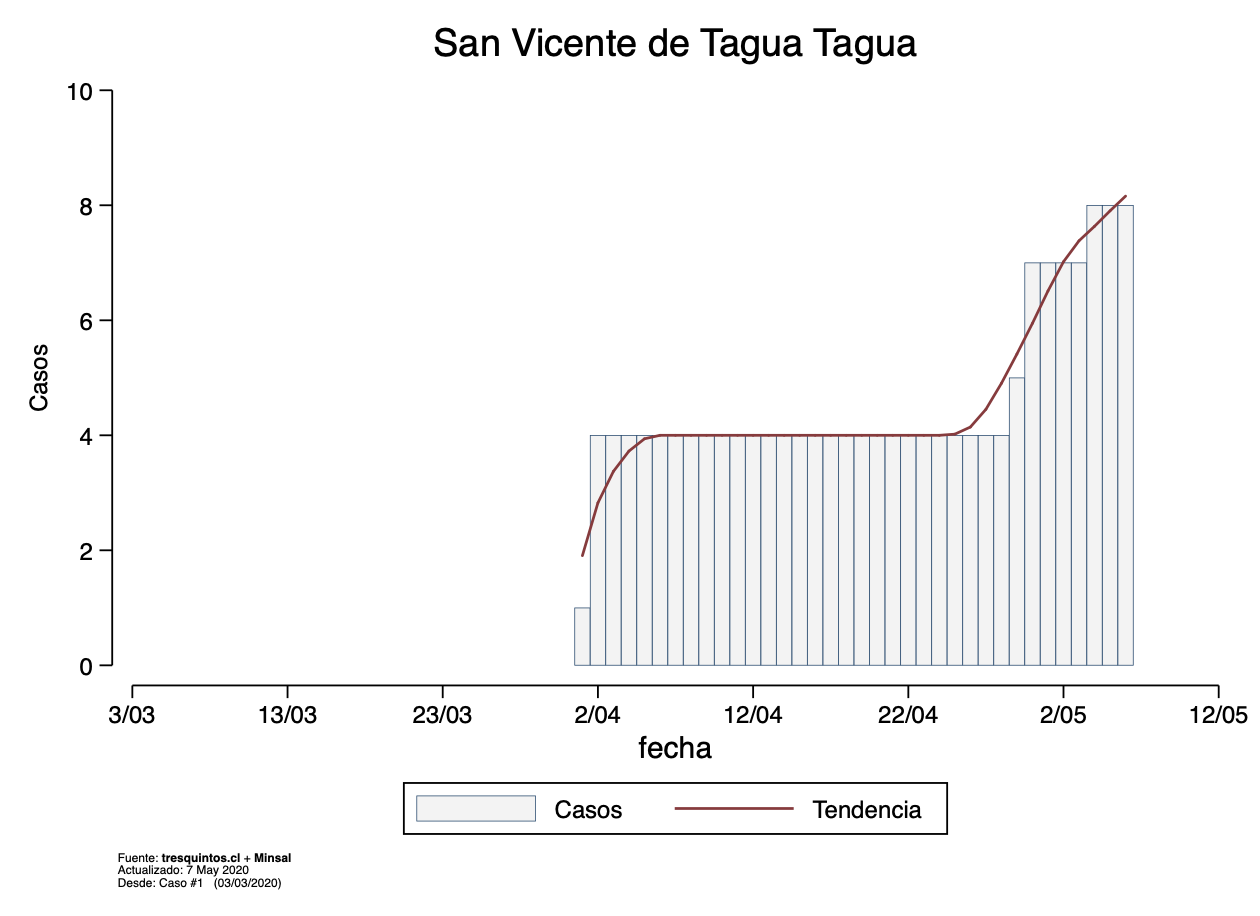 San Vicente de Tagua Tagua
10
8
6
4
2
0
Casos
3/03 13/03 23/03 2/04 12/04 22/04 2/05 12/05
fecha
Casos Tendencia
Fuente: tresquintos.cl + Minsal
Actualizado: 7 May 2020
Desde: Caso #1 (03/03/2020)